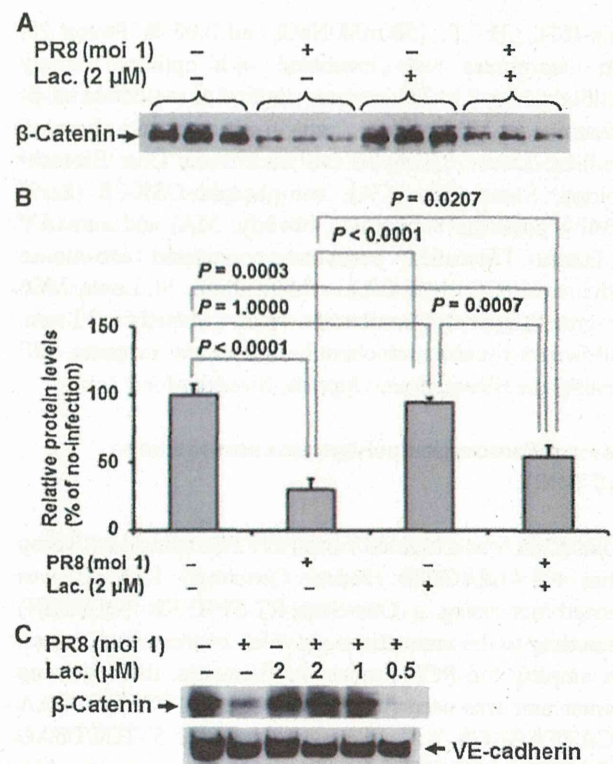 A
PR8 (moi 1) – + – +
Lac. (2 µM) – – + +
β-Catenin
B
P = 0.0207
P < 0.0001
P = 0.0003
P = 1.0000
P = 0.0007
P < 0.0001
Relative protein levels
(% of no-infection)
150
100
50
0
PR8(moi 1) – + – +
Lac. (2 µM) – – + +
C
PR8 (moi 1) – + – + + +
Lac. (µM) – – 2 2 1 0.5
β-Catenin
VE-cadherin